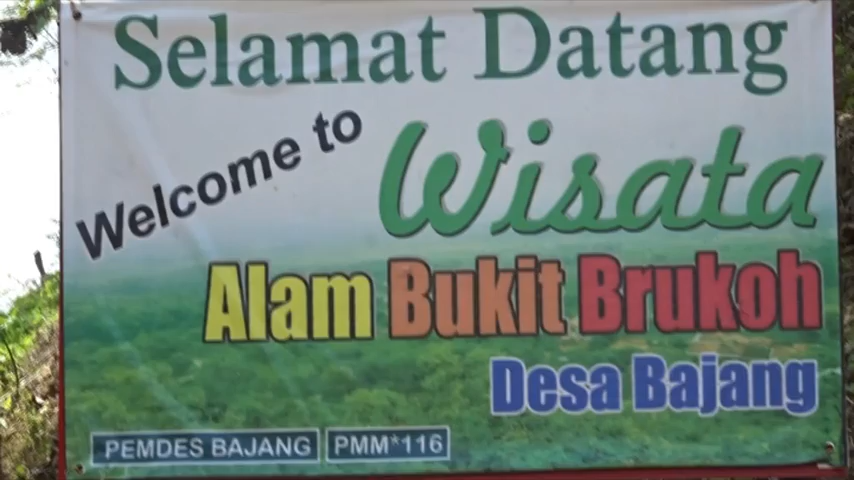 Selamat Datang
Welcome to
Wisata
Alam Bukit Brukoh
Desa Bajang
PEMDES BAJANG PMM*116